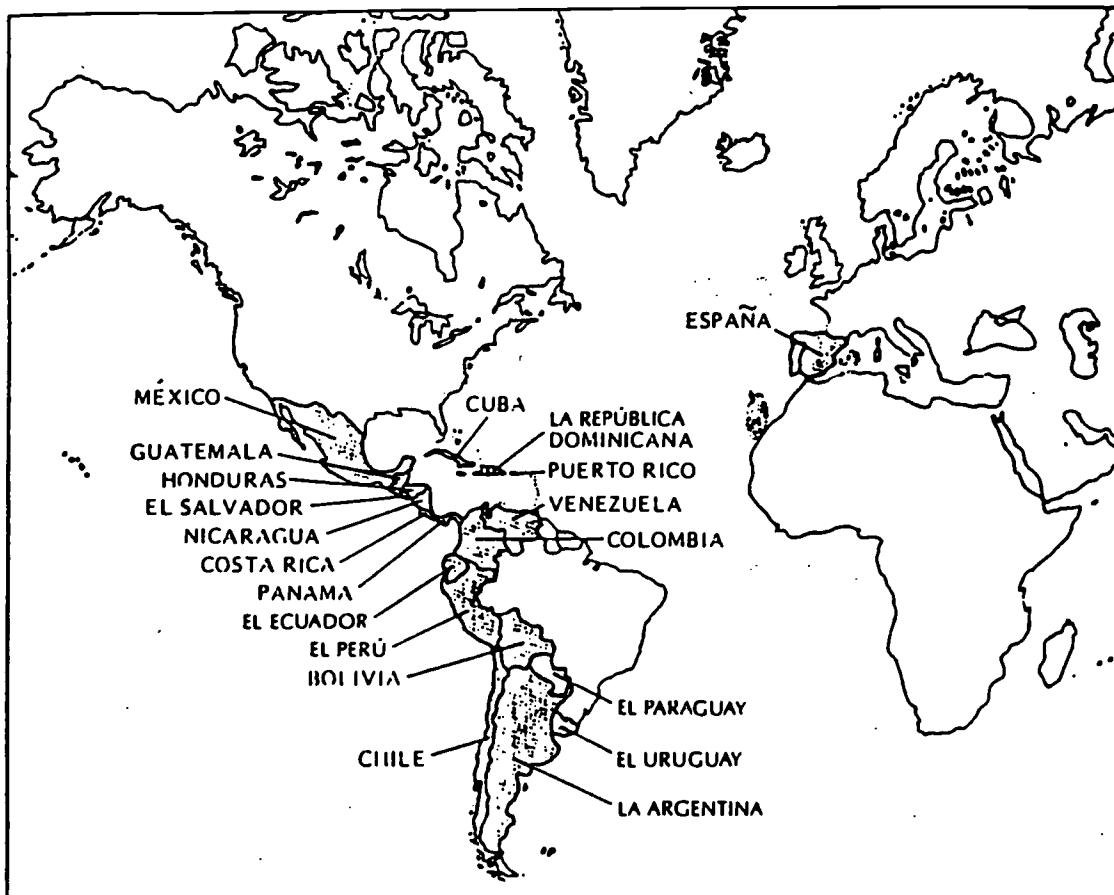 ESPAÑA
MÉXICO
CUBA
LA REPÚBLICA
DOMINICANA
GUATEMALA
HONDURAS
PUERTO RICO
EL SALVADOR
VENEZUELA
NICARAGUA
COLOMBIA
COSTA RICA
PANAMA
EL ECUADOR
EL PERÚ
BOLIVIA
EL PARAGUAY
CHILE
EL URUGUAY
LA ARGENTINA